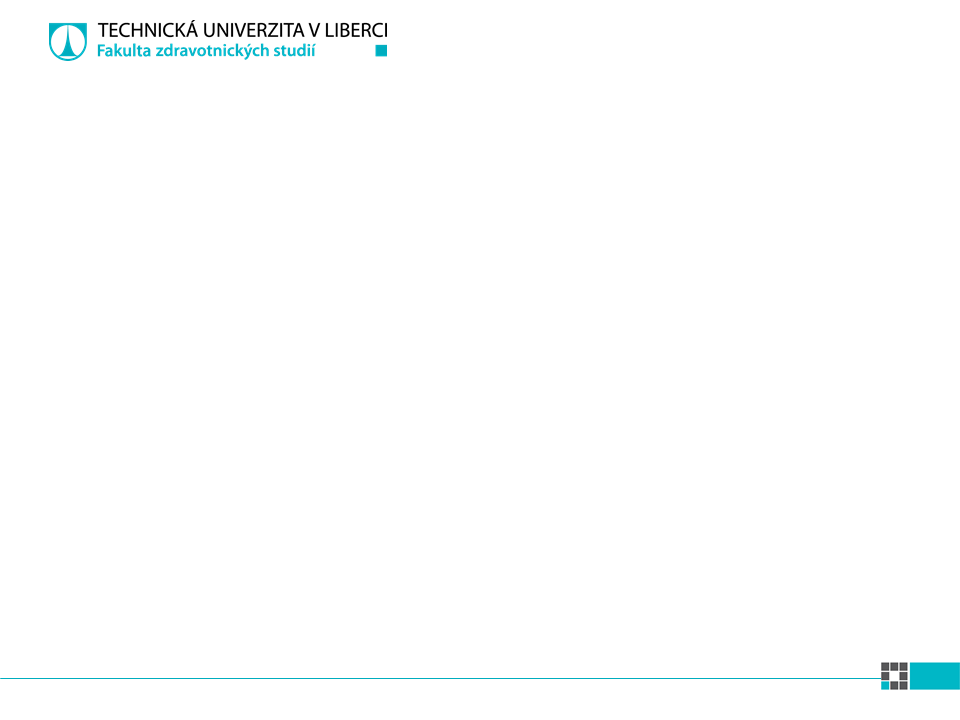 TECHNICKÁ UNIVERZITA V LIBERCI
Fakulta zdravotnických studií